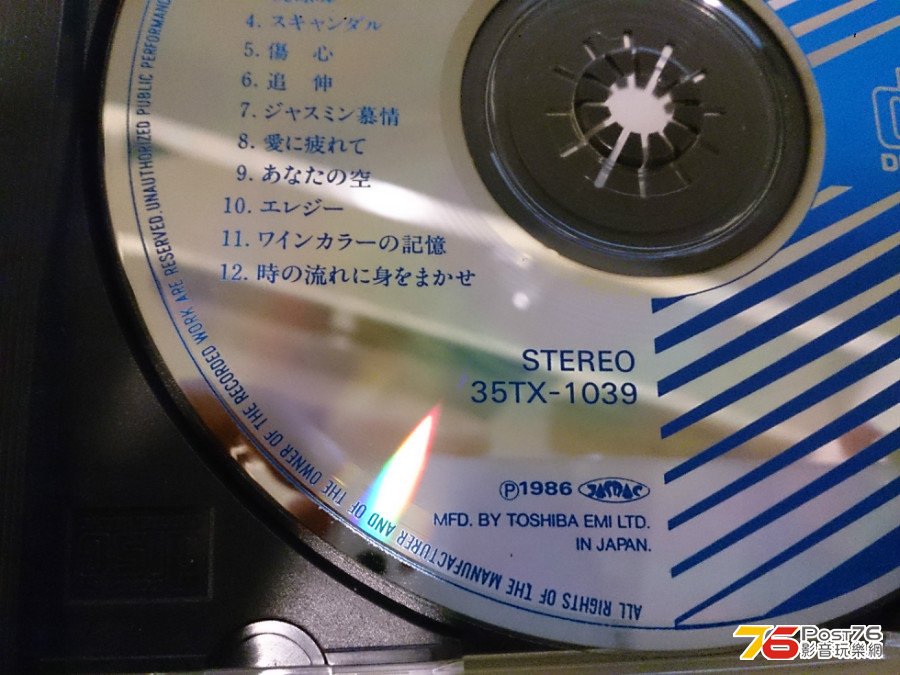 4. スキャンダル
5. 傷 心
6. 追 伸
7. ジャスミン慕情
8. 愛に疲れて
9. あなたの空
10. エレジー
11. ワインカラーの記憶
12. 時の流れに身をまかせ
STEREO
35TX-1039
Ⓟ1986 JASRAC
MFD. BY TOSHIBA EMI LTD.
IN JAPAN.
ALL RIGHTS OF THE MANUFACTURER AND OF THE OWNER OF THE RECORDED WORK ARE RESERVED. UNAUTHORIZED PUBLIC PERFORMANCE
76 Post76
影音玩樂網